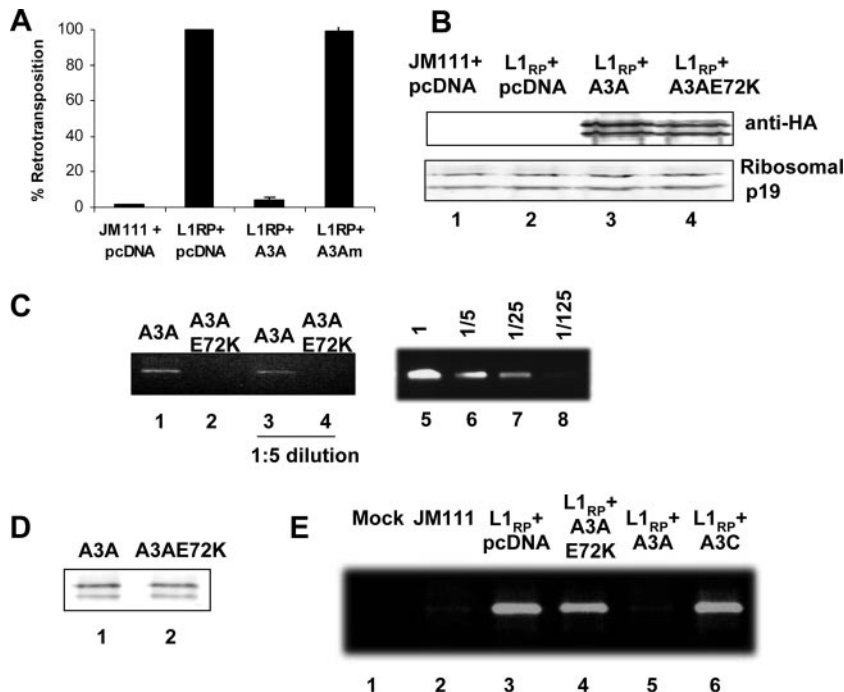 A
% Retrotransposition
100
80
60
40
20
0
JM111 + pcDNA
L1RP+ pcDNA
L1RP+ A3A
L1RP+ A3Am
B
JM111+ pcDNA
L1RP+ pcDNA
L1RP+ A3A
L1RP+ A3AE72K
anti-HA
Ribosomal p19
1 2 3 4
C
A3A
A3A E72K
A3A
A3A E72K
1 2 3 4
1:5 dilution
1 1/5 1/25 1/125
5 6 7 8
D
A3A A3AE72K
1 2
E
Mock
JM111
L1RP+ pcDNA
L1RP+ A3A E72K
L1RP+ A3A
L1RP+ A3C
1 2 3 4 5 6